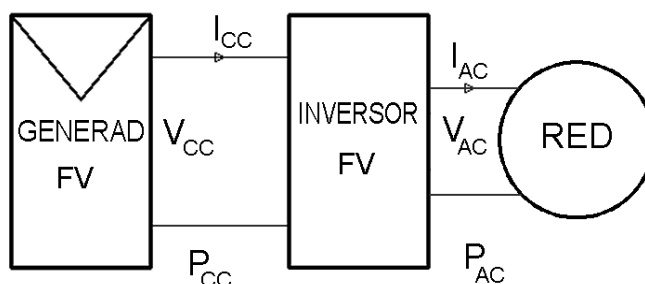 I_CC
I_AC
GENERAD
FV
V_CC
INVERSOR
FV
V_AC
RED
P_CC
P_AC